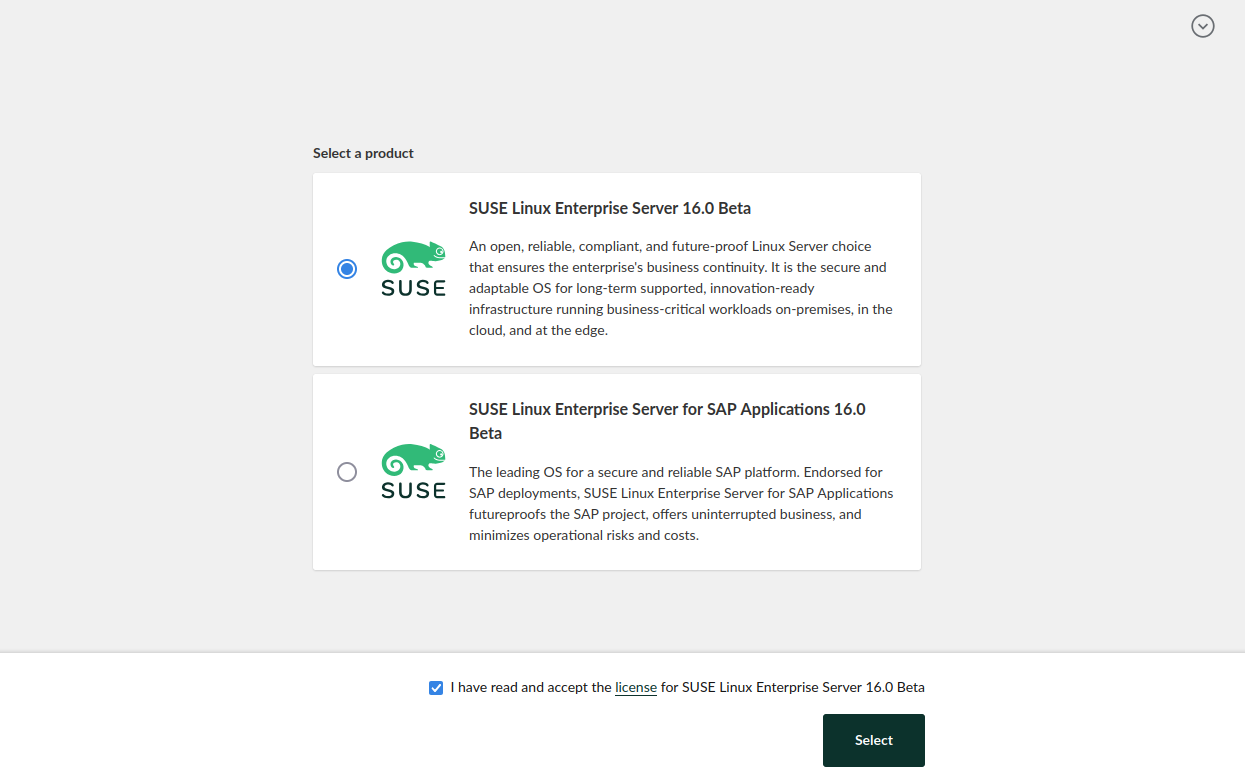 Select a product
SUSE Linux Enterprise Server 16.0 Beta
SUSE
An open, reliable, compliant, and future-proof Linux Server choice
that ensures the enterprise's business continuity. It is the secure and
adaptable OS for long-term supported, innovation-ready
infrastructure running business-critical workloads on-premises, in the
cloud, and at the edge.
SUSE Linux Enterprise Server for SAP Applications 16.0
Beta
SUSE
The leading OS for a secure and reliable SAP platform. Endorsed for
SAP deployments, SUSE Linux Enterprise Server for SAP Applications
futureproofs the SAP project, offers uninterrupted business, and
minimizes operational risks and costs.
I have read and accept the license for SUSE Linux Enterprise Server 16.0 Beta
Select